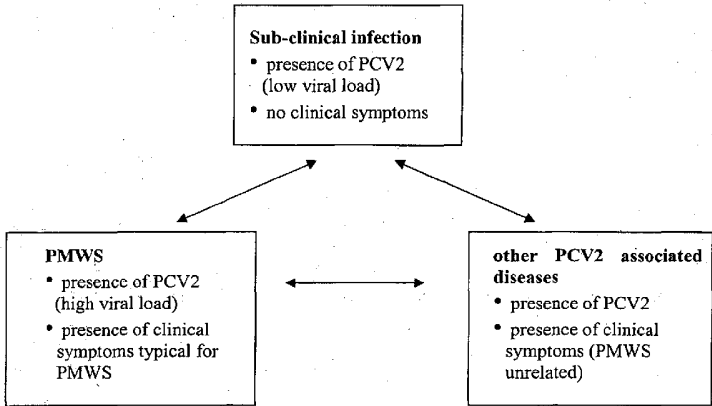 Sub-clinical infection
• presence of PCV2
(low viral load)
• no clinical symptoms
PMWS
• presence of PCV2
(high viral load)
• presence of clinical
symptoms typical for
PMWS
other PCV2 associated
diseases
• presence of PCV2
• presence of clinical
symptoms (PMWS
unrelated)